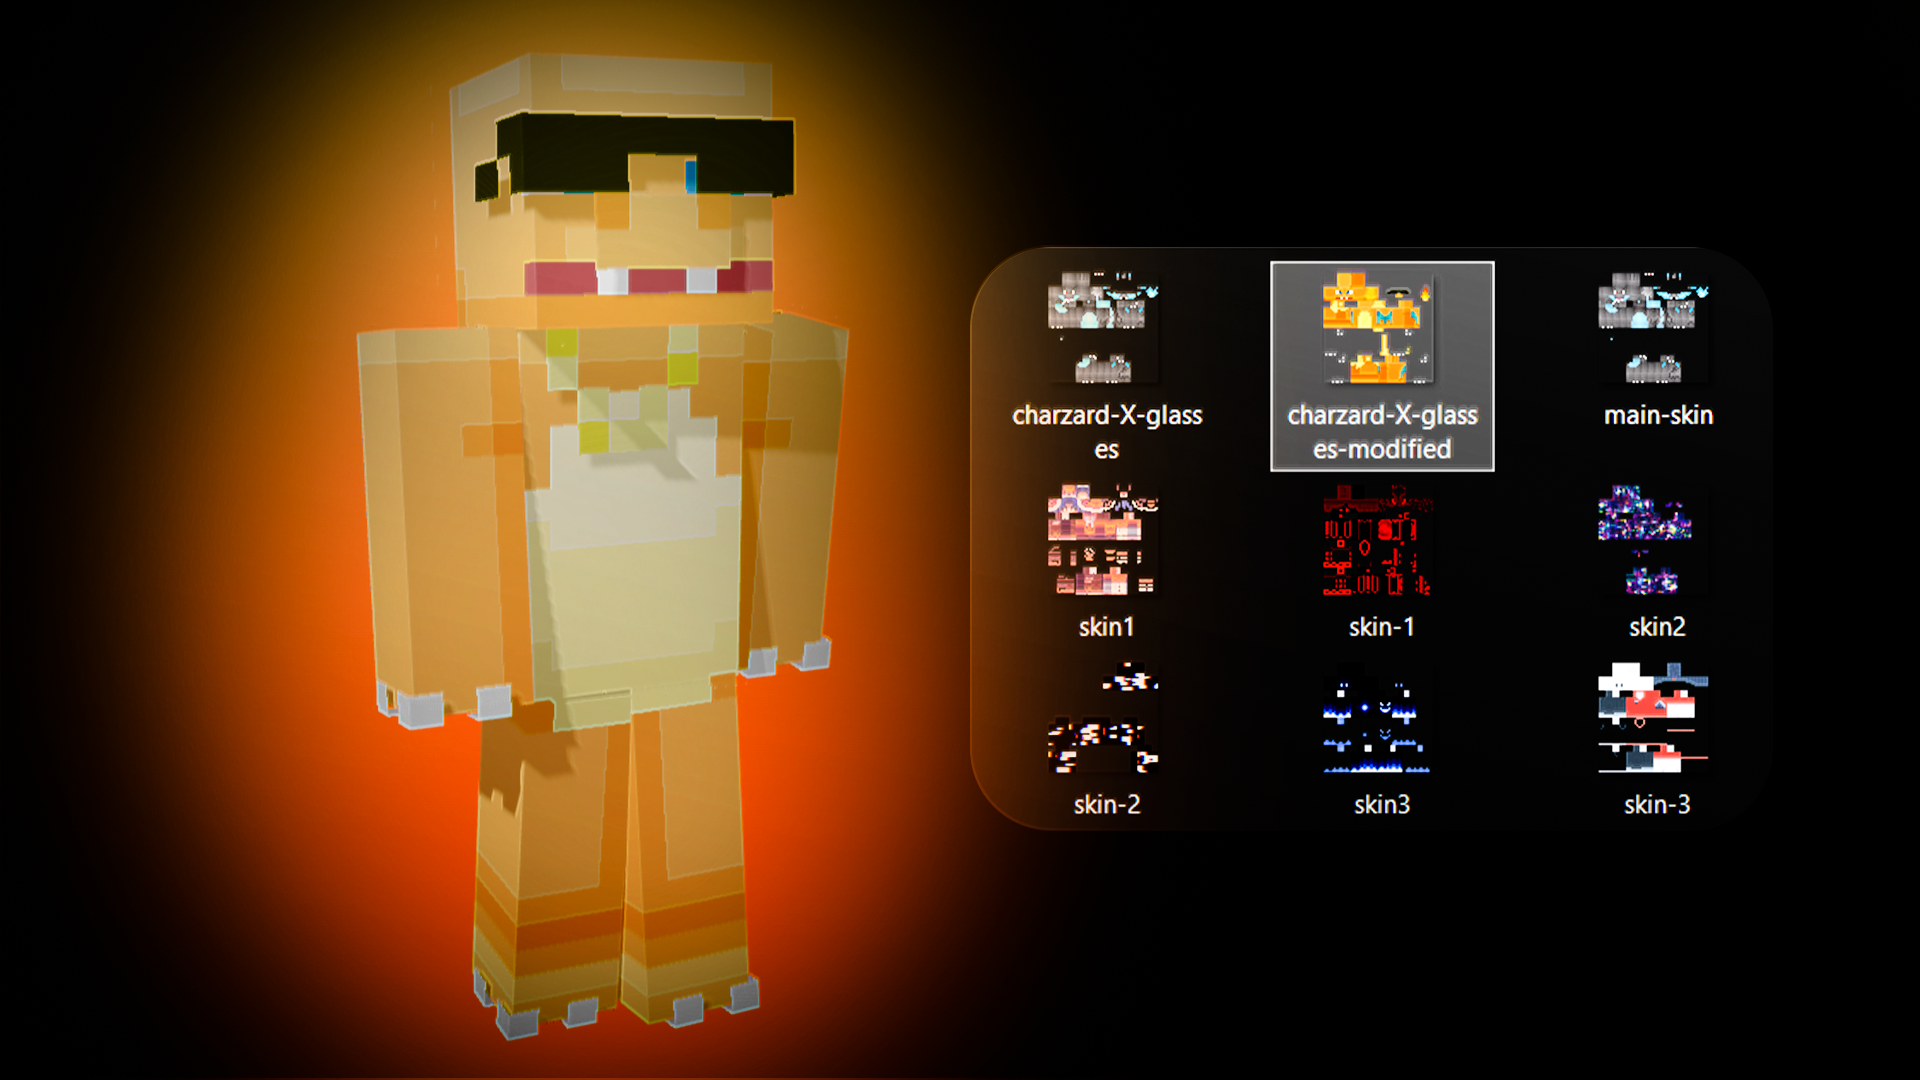 charzard-X-glass
es
charzard-X-glass
es-modified
main-skin
skin1
skin-1
skin2
skin-2
skin3
skin-3